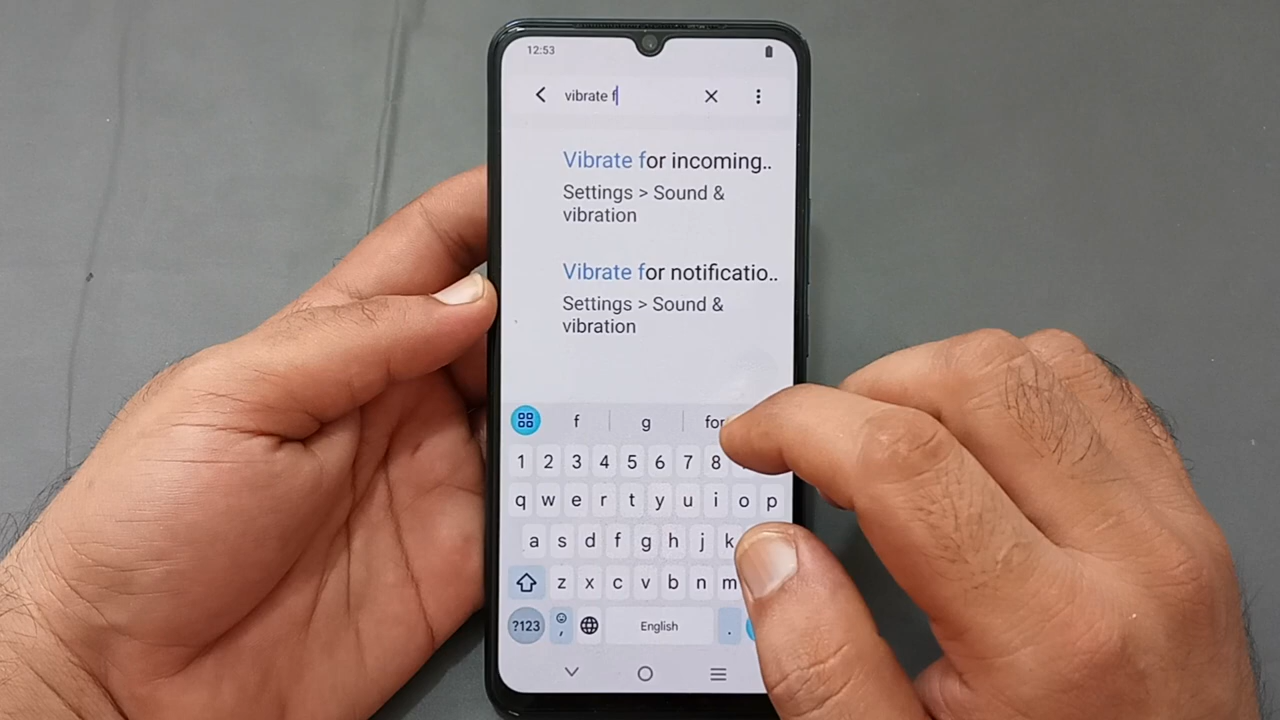 12:53
vibrate f
Vibrate for incoming..
Settings > Sound &
vibration
Vibrate for notificatio..
Settings > Sound &
vibration
f g for
1 2 3 4 5 6 7 8
q w e r t y u i o p
a s d f g h j k
z x c v b n m
?123 , English .